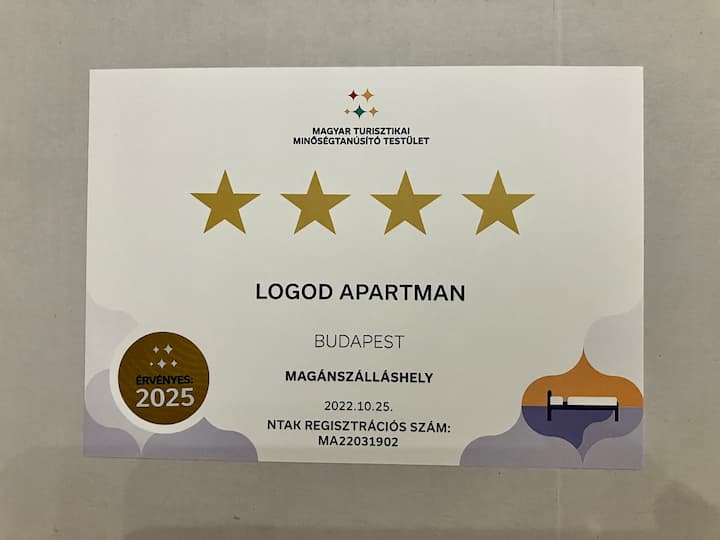 MAGYAR TURISZTIKAI
MINŐSÉGTANÚSÍTÓ TESTÜLET
LOGOD APARTMAN
BUDAPEST
MAGÁNSZÁLLÁSHELY
2022.10.25.
NTAK REGISZTRÁCIÓS SZÁM:
MA22031902
ÉRVÉNYES:
2025